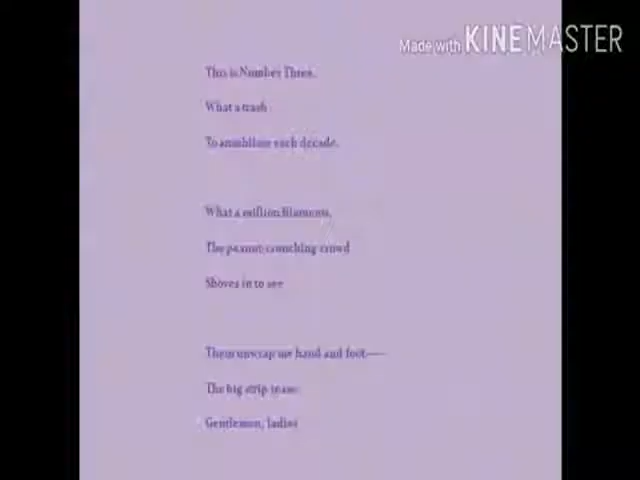 Made with KINEMASTER
This is Number Three.
What a trash
To annihilate each decade.
What a million filaments.
The peanut-crunching crowd
Shoves in to see
Them unwrap me hand and foot——
The big strip tease.
Gentlemen, ladies